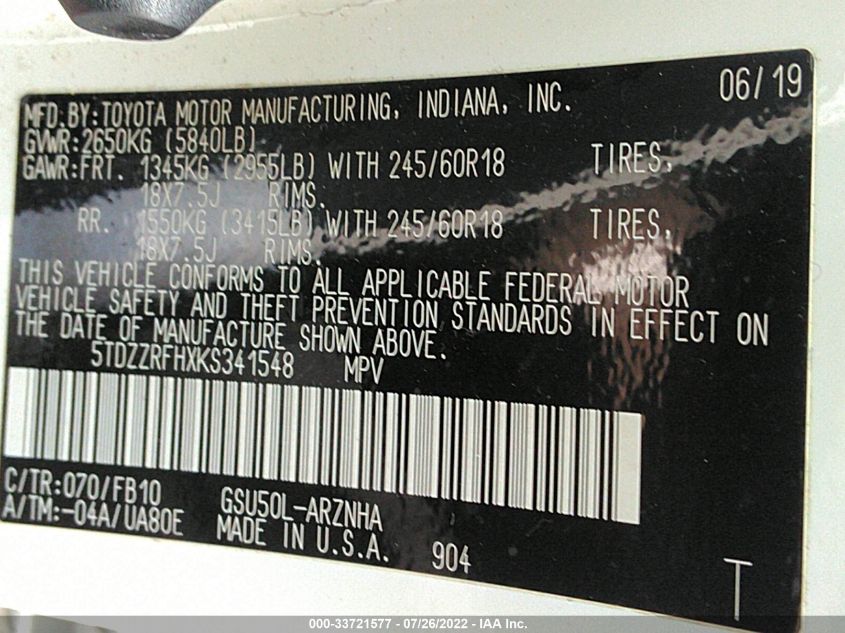 06/19
MFD.BY:TOYOTA MOTOR MANUFACTURING, INDIANA, INC.
GVWR:2650KG (5840LB)
GAWR:FRT. 1345KG (2955LB) WITH 245/60R18 TIRES,
18X7.5J RIMS.
RR. 1550KG (3415LB) WITH 245/60R18 TIRES,
18X7.5J RIMS.
THIS VEHICLE CONFORMS TO ALL APPLICABLE FEDERAL MOTOR
VEHICLE SAFETY AND THEFT PREVENTION STANDARDS IN EFFECT ON
THE DATE OF MANUFACTURE SHOWN ABOVE.
5TDZZRFHXKS341548 MPV
C/TR:070/FB10 GSU50L-ARZNHA
A/TM:-04A/UA80E MADE IN U.S.A. 904
T
000-33721577 - 07/26/2022 - IAA Inc.